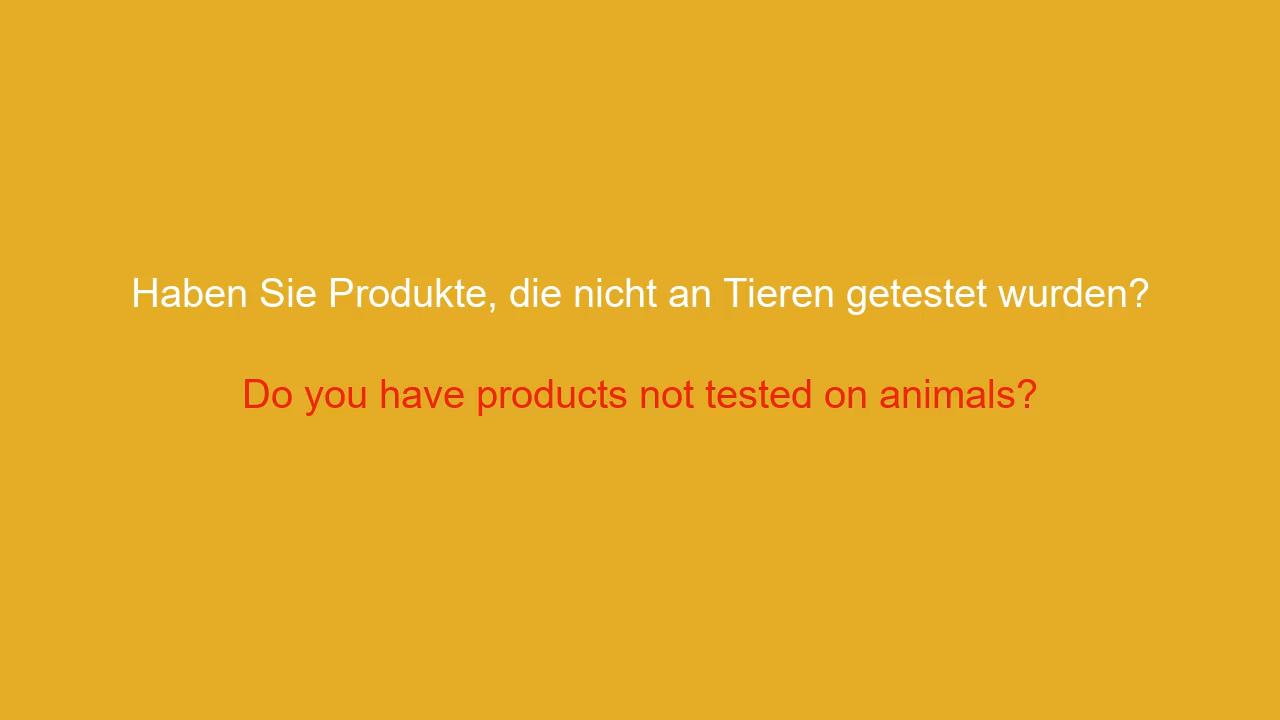 Haben Sie Produkte, die nicht an Tieren getestet wurden?
Do you have products not tested on animals?